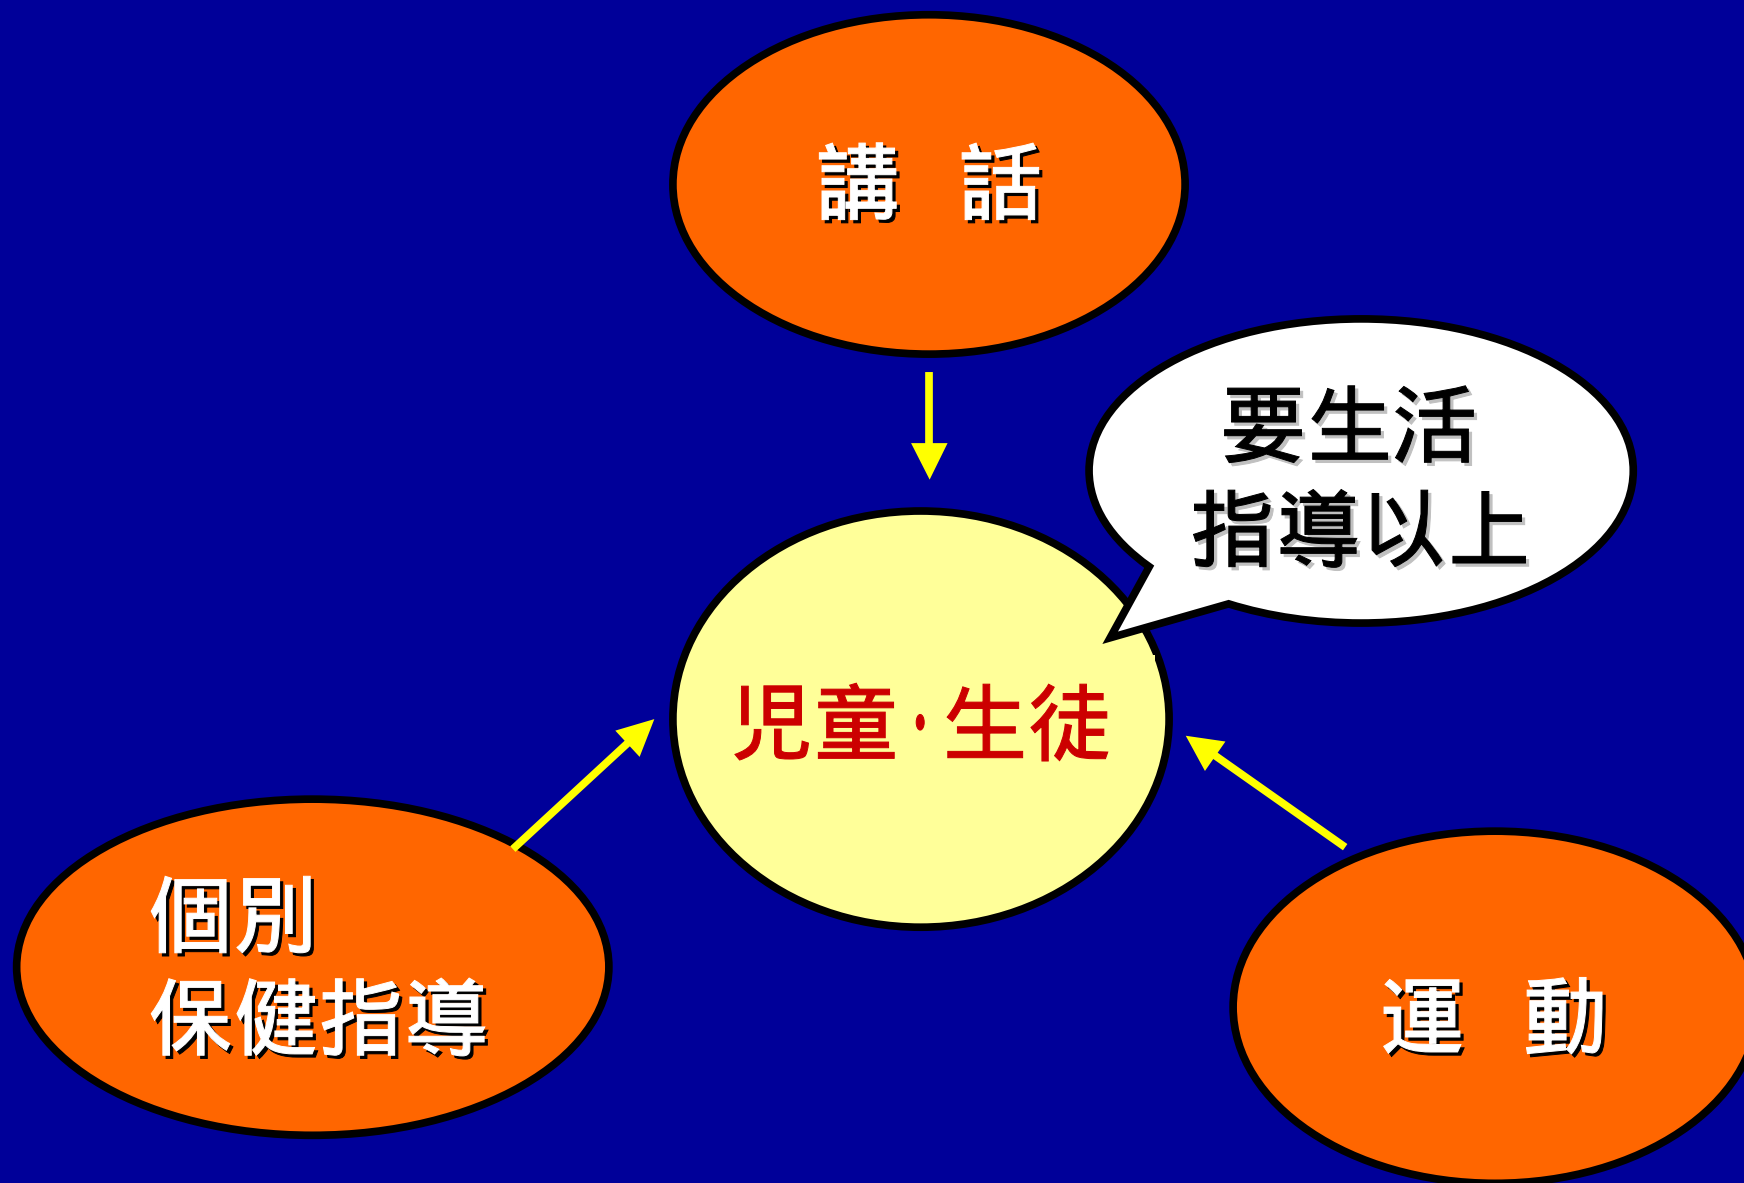 講 話
要生活
指導以上
児童・生徒
個別
保健指導
運 動